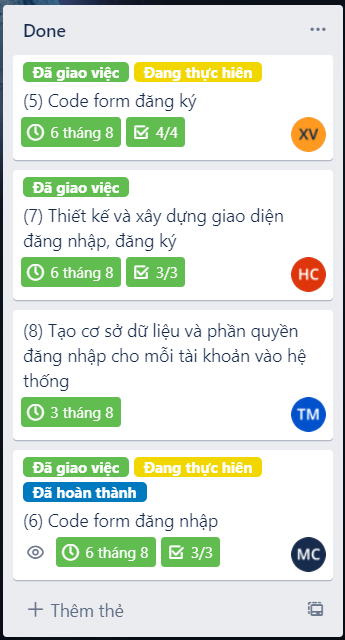 Done
Đã giao việc Đang thực hiên
(5) Code form đăng ký
6 tháng 8 4/4 XV
Đã giao việc
(7) Thiết kế và xây dựng giao diện
đăng nhập, đăng ký
6 tháng 8 3/3 HC
(8) Tạo cơ sở dữ liệu và phần quyền
đăng nhập cho mỗi tài khoản vào hệ
thống
3 tháng 8 TM
Đã giao việc Đang thực hiên
Đã hoàn thành
(6) Code form đăng nhập
6 tháng 8 3/3 MC
Thêm thẻ